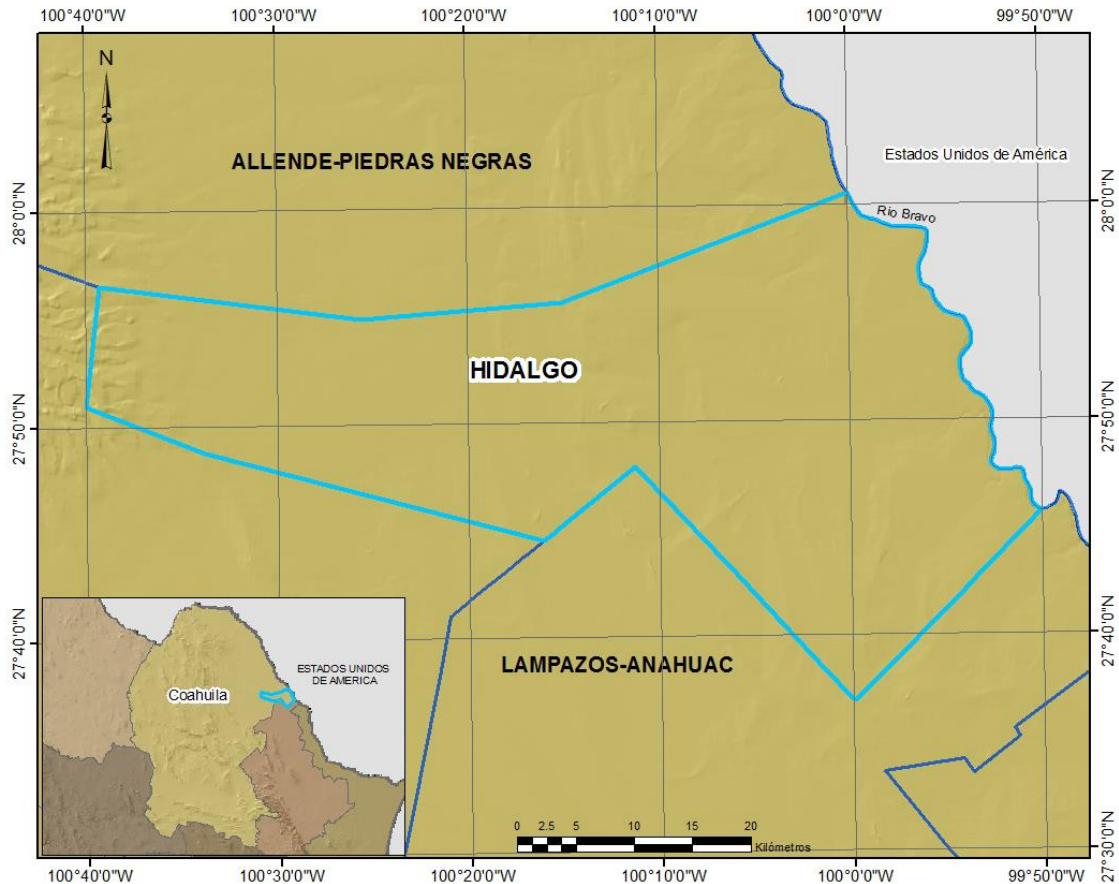 100°40'0"W 100°30'0"W 100°20'0"W 100°10'0"W 100°0'0"W 99°50'0"W
N
ALLENDE-PIEDRAS NEGRAS
Estados Unidos de América
28°0'0"N
28°0'0"N
Río Bravo
HIDALGO
27°50'0"N
27°50'0"N
27°40'0"N
27°40'0"N
LAMPAZOS-ANAHUAC
ESTADOS UNIDOS
DE AMERICA
Coahuila
0 2.5 5 10 15 20
Kilómetros
27°30'0"N
100°40'0"W 100°30'0"W 100°20'0"W 100°10'0"W 100°0'0"W 99°50'0"W